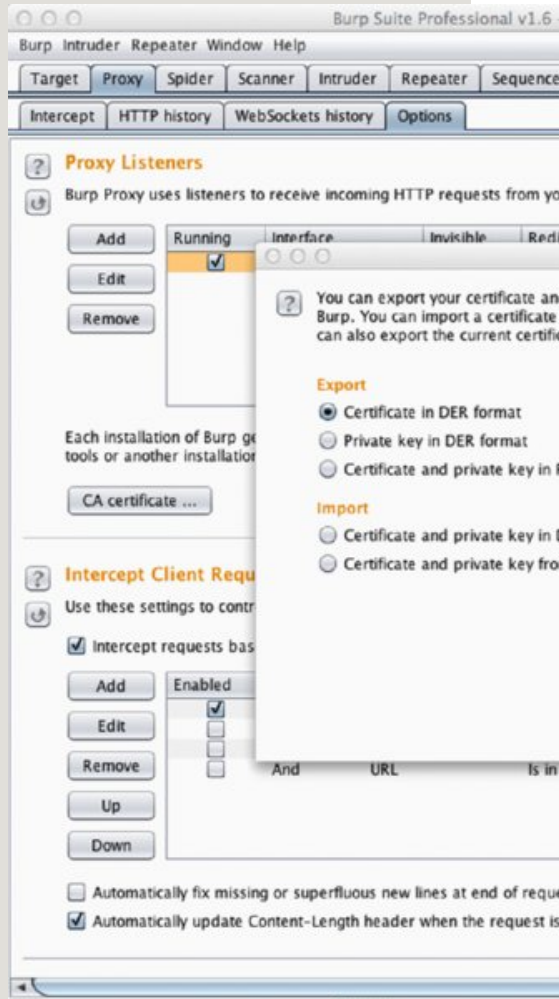 Burp Suite Professional v1.6
Burp Intruder Repeater Window Help
Target Proxy Spider Scanner Intruder Repeater Sequence
Intercept HTTP history WebSockets history Options
? Proxy Listeners
Burp Proxy uses listeners to receive incoming HTTP requests from yo
Add Running Interface Invisible Redi
Edit
Remove
? You can export your certificate an
Burp. You can import a certificate
can also export the current certifi
Export
Certificate in DER format
Private key in DER format
Certificate and private key in
Import
Certificate and private key in
Certificate and private key fro
Each installation of Burp ge
tools or another installation
CA certificate ...
? Intercept Client Requ
Use these settings to contr
Intercept requests bas
Add Enabled
Edit
Remove And URL Is in
Up
Down
Automatically fix missing or superfluous new lines at end of reque
Automatically update Content-Length header when the request is